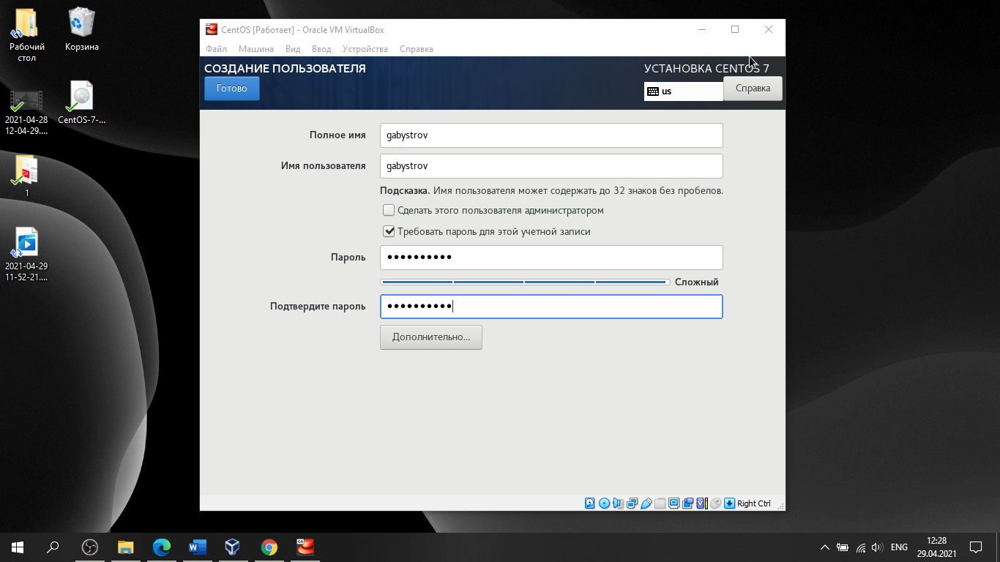 Рабочий
стол
Корзина
2021-04-28
12-04-29....
CentOS-7-...
1
2021-04-29
11-52-21....
CentOS [Работает] - Oracle VM VirtualBox
Файл Машина Вид Ввод Устройства Справка
СОЗДАНИЕ ПОЛЬЗОВАТЕЛЯ
УСТАНОВКА CENTOS 7
Готово
us
Справка
Полное имя
gabystrov
Имя пользователя
gabystrov
Подсказка. Имя пользователя может содержать до 32 знаков без пробелов.
Сделать этого пользователя администратором
Требовать пароль для этой учетной записи
Пароль
●●●●●●●●●●
Сложный
Подтвердите пароль
●●●●●●●●●●
Дополнительно...
Right Ctrl
64
ENG
12:28
29.04.2021